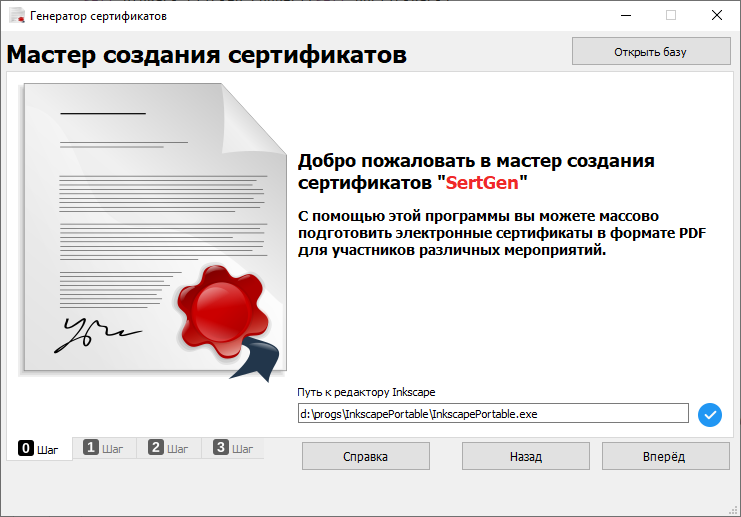 Генератор сертификатов
Мастер создания сертификатов
Открыть базу
Добро пожаловать в мастер создания
сертификатов "SertGen"
С помощью этой программы вы можете массово
подготовить электронные сертификаты в формате PDF
для участников различных мероприятий.
Путь к редактору Inkscape
d:\progs\InkscapePortable\InkscapePortable.exe
0 Шаг
1 Шаг
2 Шаг
3 Шаг
Справка
Назад
Вперёд